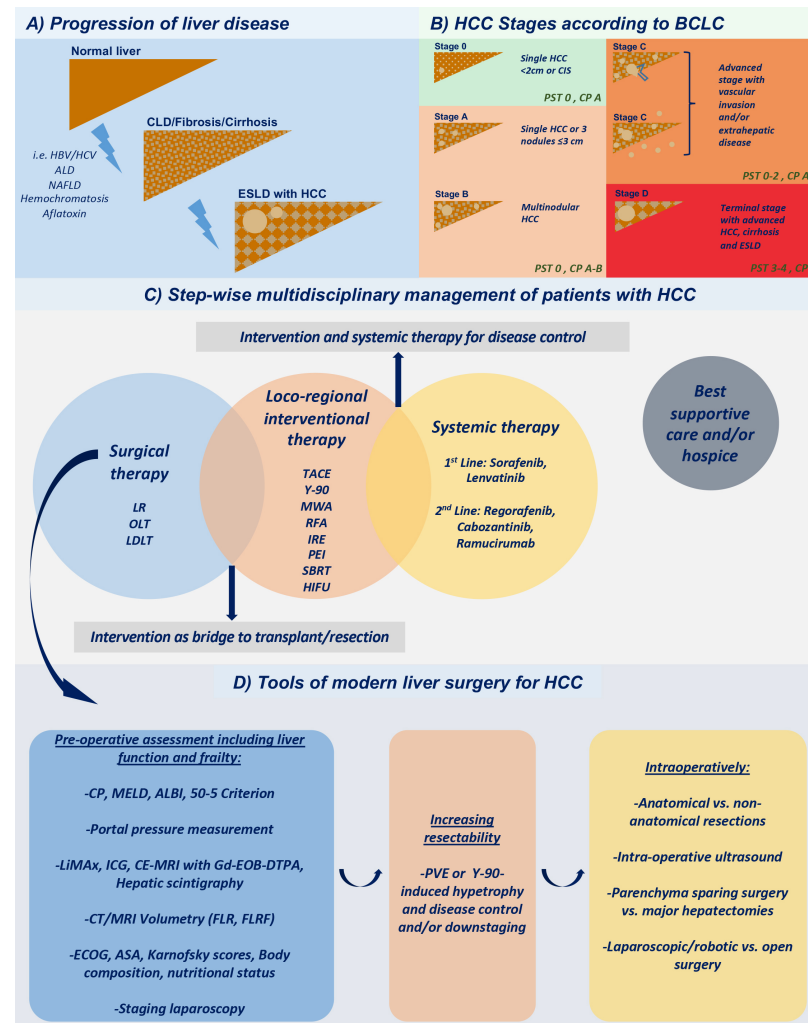 A) Progression of liver disease
Normal liver
CLD/Fibrosis/Cirrhosis
i.e. HBV/HCV
ALD
NAFLD
Hemochromatosis
Aflatoxin
ESLD with HCC
B) HCC Stages according to BCLC
Stage 0
Single HCC
<2cm or CIS
PST 0, CP A
Stage A
Single HCC or 3
nodules ≤3 cm
Stage B
Multinodular
HCC
PST 0, CP A-B
Stage C
Stage C
Advanced
stage with
vascular
invasion
and/or
extrahepatic
disease
PST 0-2 , CP A
Stage D
Terminal stage
with advanced
HCC, cirrhosis
and ESLD
PST 3-4 , CP
C) Step-wise multidisciplinary management of patients with HCC
Intervention and systemic therapy for disease control
Surgical
therapy
LR
OLT
LDLT
Loco-regional
interventional
therapy
TACE
Y-90
MWA
RFA
IRE
PEI
SBRT
HIFU
Systemic therapy
1st Line: Sorafenib,
Lenvatinib
2nd Line: Regorafenib,
Cabozantinib,
Ramucirumab
Best
supportive
care and/or
hospice
Intervention as bridge to transplant/resection
D) Tools of modern liver surgery for HCC
Pre-operative assessment including liver
function and frailty:
-CP, MELD, ALBI, 50-5 Criterion
-Portal pressure measurement
-LiMAx, ICG, CE-MRI with Gd-EOB-DTPA,
Hepatic scintigraphy
-CT/MRI Volumetry (FLR, FLRF)
-ECOG, ASA, Karnofsky scores, Body
composition, nutritional status
-Staging laparoscopy
Increasing
resectability
-PVE or Y-90-
induced hypetrophy
and disease control
and/or downstaging
Intraoperatively:
-Anatomical vs. non-
anatomical resections
-Intra-operative ultrasound
-Parenchyma sparing surgery
vs. major hepatectomies
-Laparoscopic/robotic vs. open
surgery